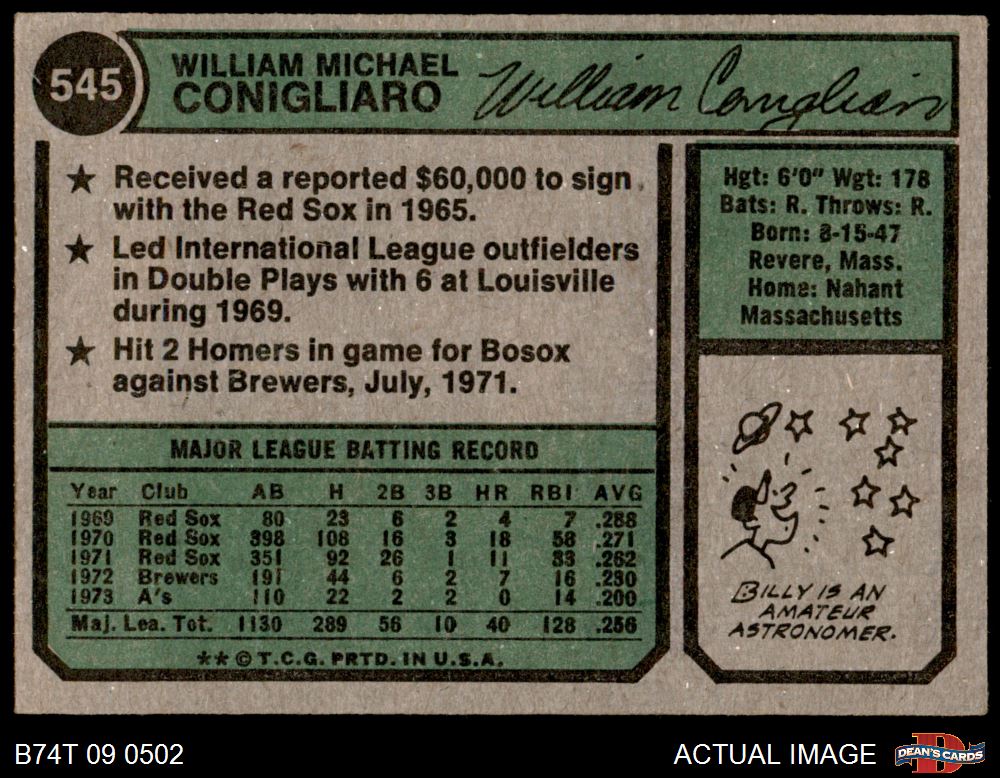 545
WILLIAM MICHAEL
CONIGLIARO
William Conigliaro
★ Received a reported $60,000 to sign
with the Red Sox in 1965.
★ Led International League outfielders
in Double Plays with 6 at Louisville
during 1969.
★ Hit 2 Homers in game for Bosox
against Brewers, July, 1971.
Hgt: 6'0" Wgt: 178
Bats: R. Throws: R.
Born: 8-15-47
Revere, Mass.
Home: Nahant
Massachusetts
MAJOR LEAGUE BATTING RECORD
Year Club AB H 2B 3B HR RBI AVG
1969 Red Sox 80 23 6 2 4 7 .288
1970 Red Sox 398 108 16 3 18 58 .271
1971 Red Sox 351 92 26 1 11 33 .262
1972 Brewers 191 44 6 2 7 16 .230
1973 A's 110 22 2 2 0 14 .200
Maj. Lea. Tot. 1130 289 56 10 40 128 .256
**© T.C.G. PRTD. IN U.S.A.
BILLY IS AN
AMATEUR
ASTRONOMER.
B74T 09 0502
ACTUAL IMAGE
DEAN'S CARDS